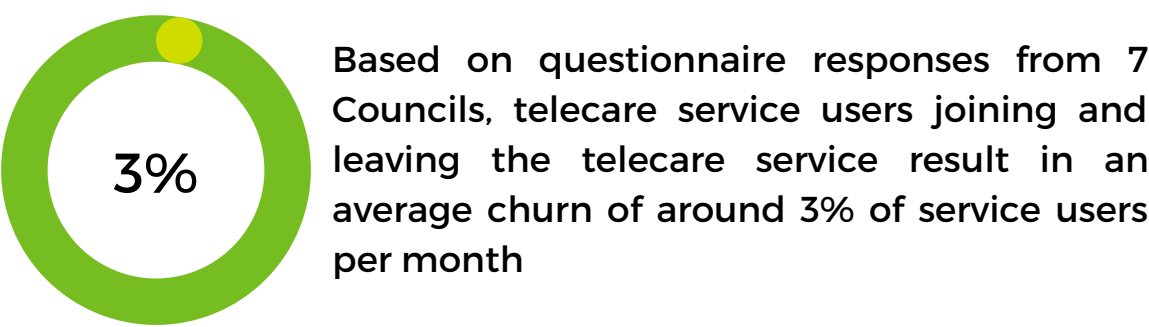 3%
Based on questionnaire responses from 7
Councils, telecare service users joining and
leaving the telecare service result in an
average churn of around 3% of service users
per month